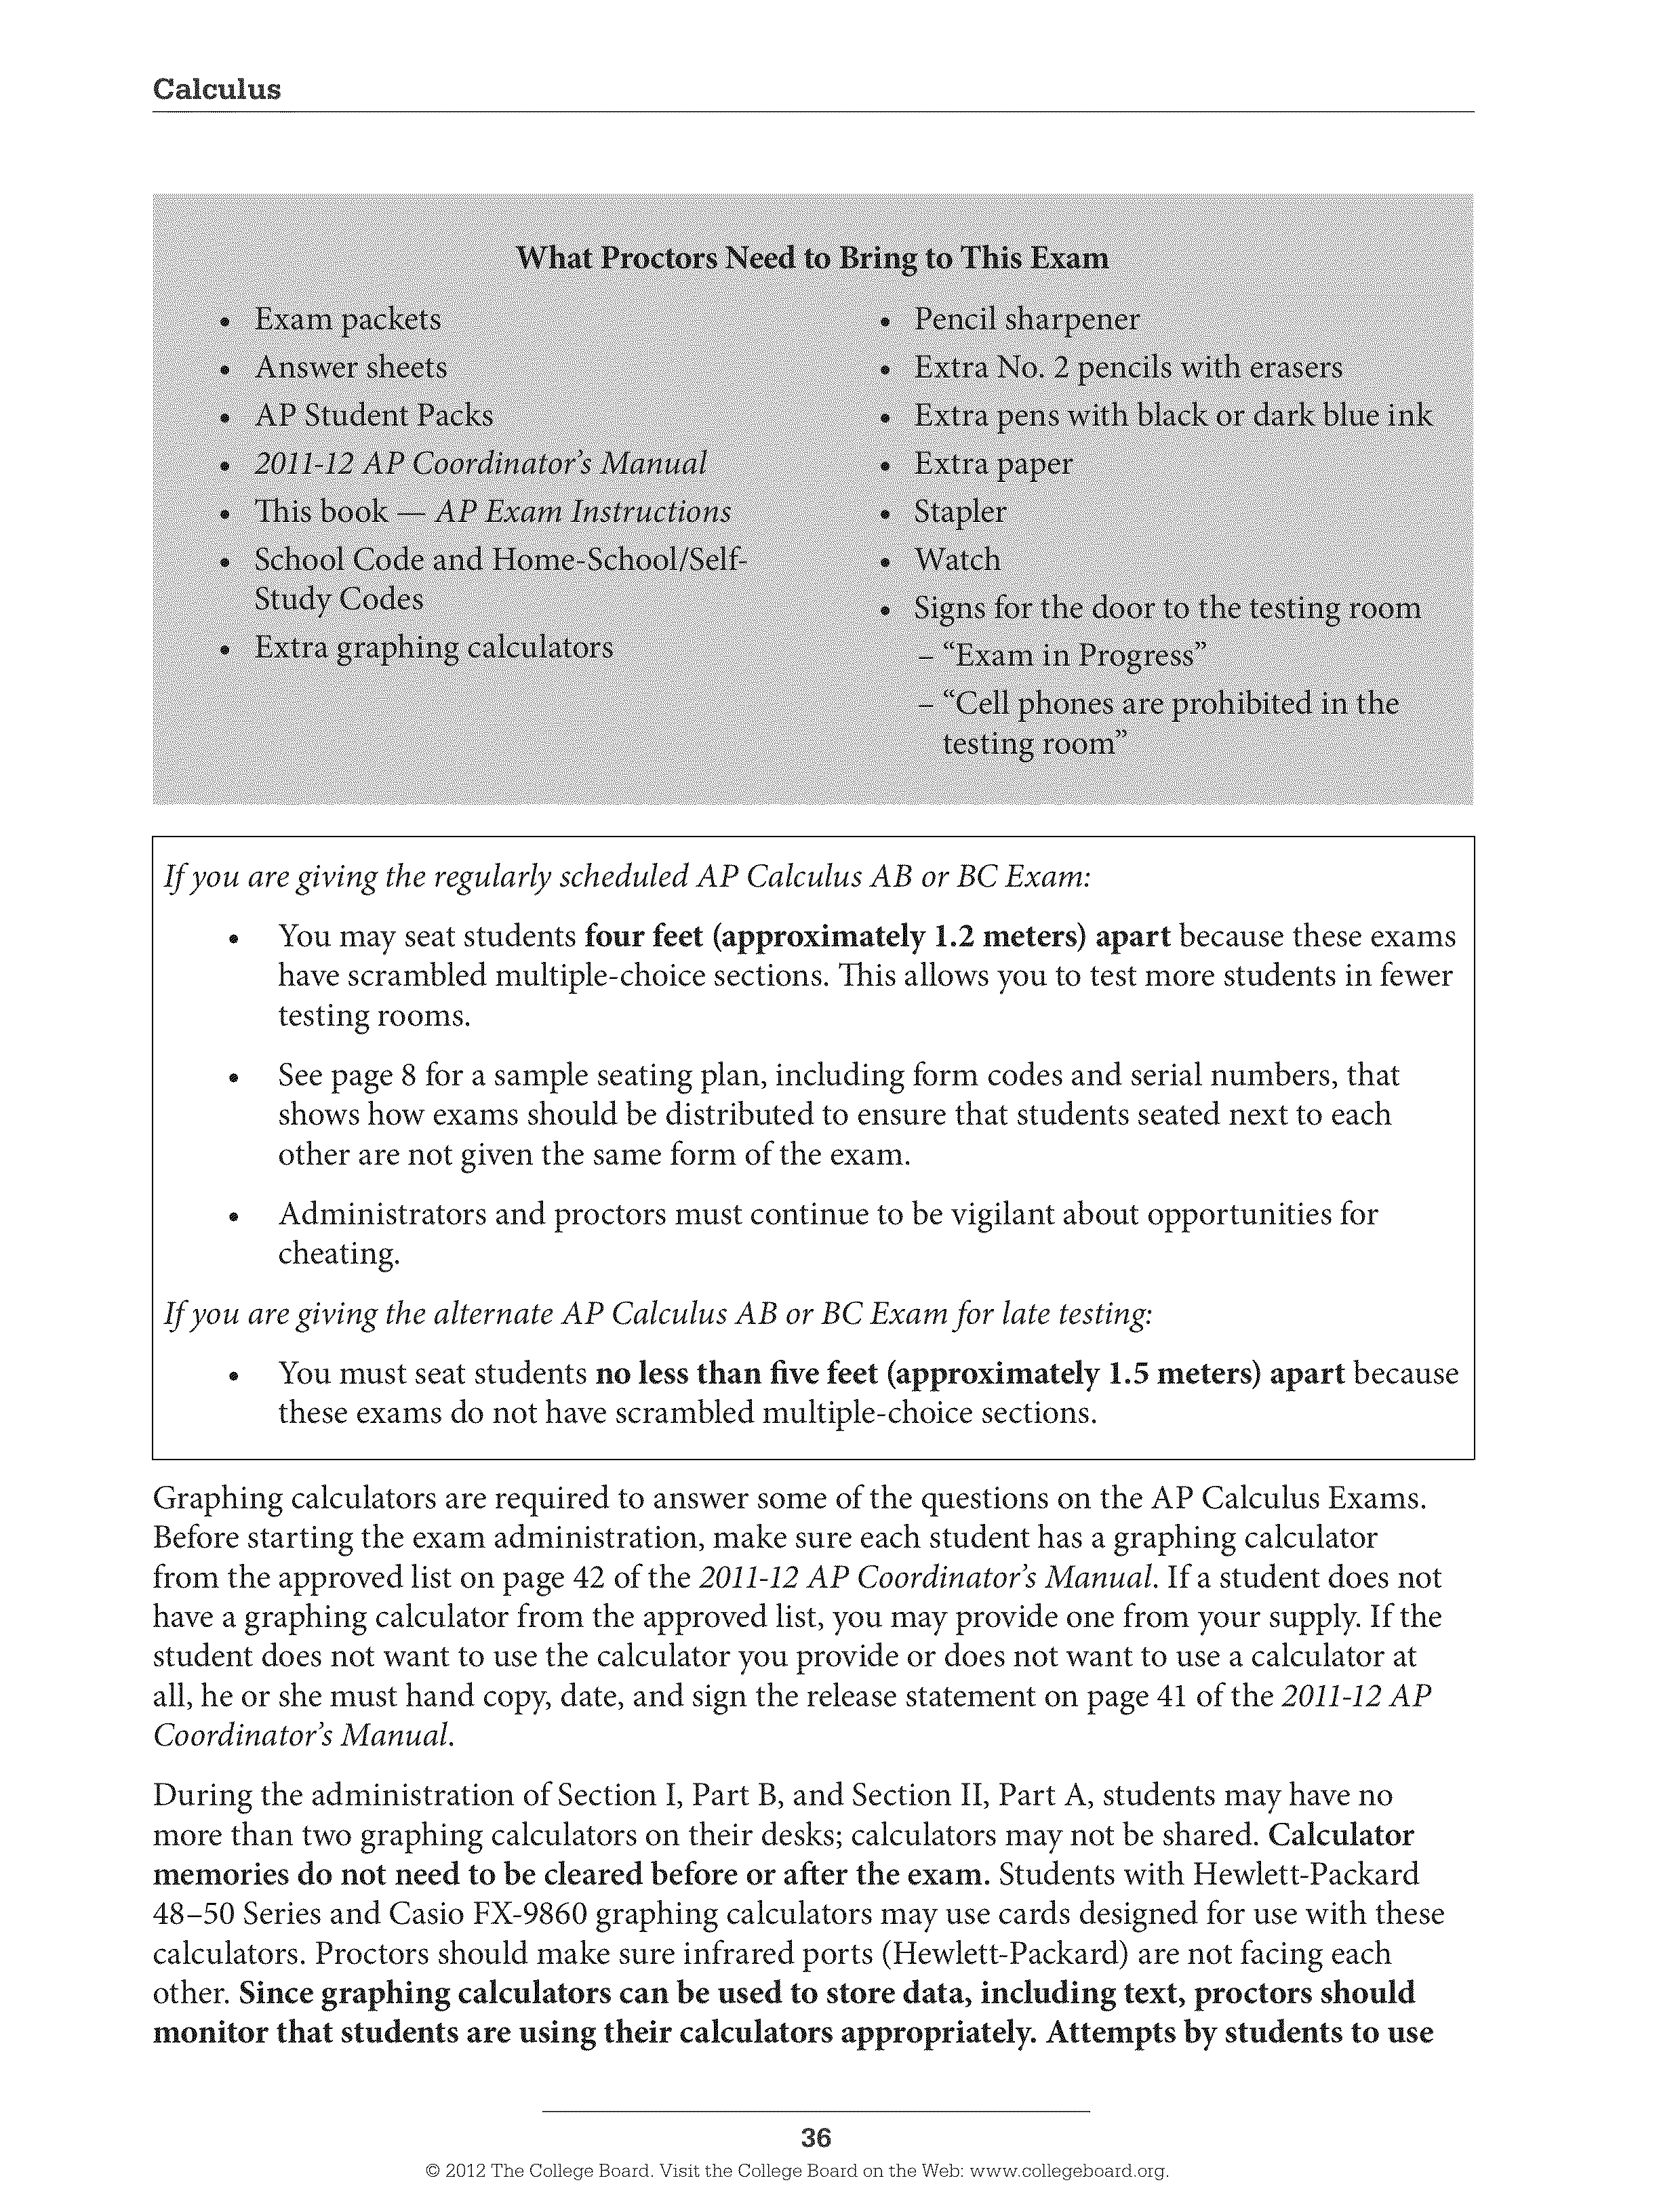 Calculus
What Proctors Need to Bring to This Exam
• Exam packets
• Answer sheets
• AP Student Packs
• 2011-12 AP Coordinator’s Manual
• This book — AP Exam Instructions
• School Code and Home-School/Self-
Study Codes
• Extra graphing calculators
• Pencil sharpener
• Extra No. 2 pencils with erasers
• Extra pens with black or dark blue ink
• Extra paper
• Stapler
• Watch
• Signs for the door to the testing room
– “Exam in Progress”
– “Cell phones are prohibited in the
testing room”
If you are giving the regularly scheduled AP Calculus AB or BC Exam:
• You may seat students four feet (approximately 1.2 meters) apart because these exams
have scrambled multiple-choice sections. This allows you to test more students in fewer
testing rooms.
• See page 8 for a sample seating plan, including form codes and serial numbers, that
shows how exams should be distributed to ensure that students seated next to each
other are not given the same form of the exam.
• Administrators and proctors must continue to be vigilant about opportunities for
cheating.
If you are giving the alternate AP Calculus AB or BC Exam for late testing:
• You must seat students no less than five feet (approximately 1.5 meters) apart because
these exams do not have scrambled multiple-choice sections.
Graphing calculators are required to answer some of the questions on the AP Calculus Exams.
Before starting the exam administration, make sure each student has a graphing calculator
from the approved list on page 42 of the 2011-12 AP Coordinator’s Manual. If a student does not
have a graphing calculator from the approved list, you may provide one from your supply. If the
student does not want to use the calculator you provide or does not want to use a calculator at
all, he or she must hand copy, date, and sign the release statement on page 41 of the 2011-12 AP
Coordinator’s Manual.
During the administration of Section I, Part B, and Section II, Part A, students may have no
more than two graphing calculators on their desks; calculators may not be shared. Calculator
memories do not need to be cleared before or after the exam. Students with Hewlett-Packard
48–50 Series and Casio FX-9860 graphing calculators may use cards designed for use with these
calculators. Proctors should make sure infrared ports (Hewlett-Packard) are not facing each
other. Since graphing calculators can be used to store data, including text, proctors should
monitor that students are using their calculators appropriately. Attempts by students to use
36
© 2012 The College Board. Visit the College Board on the Web: www.collegeboard.org.